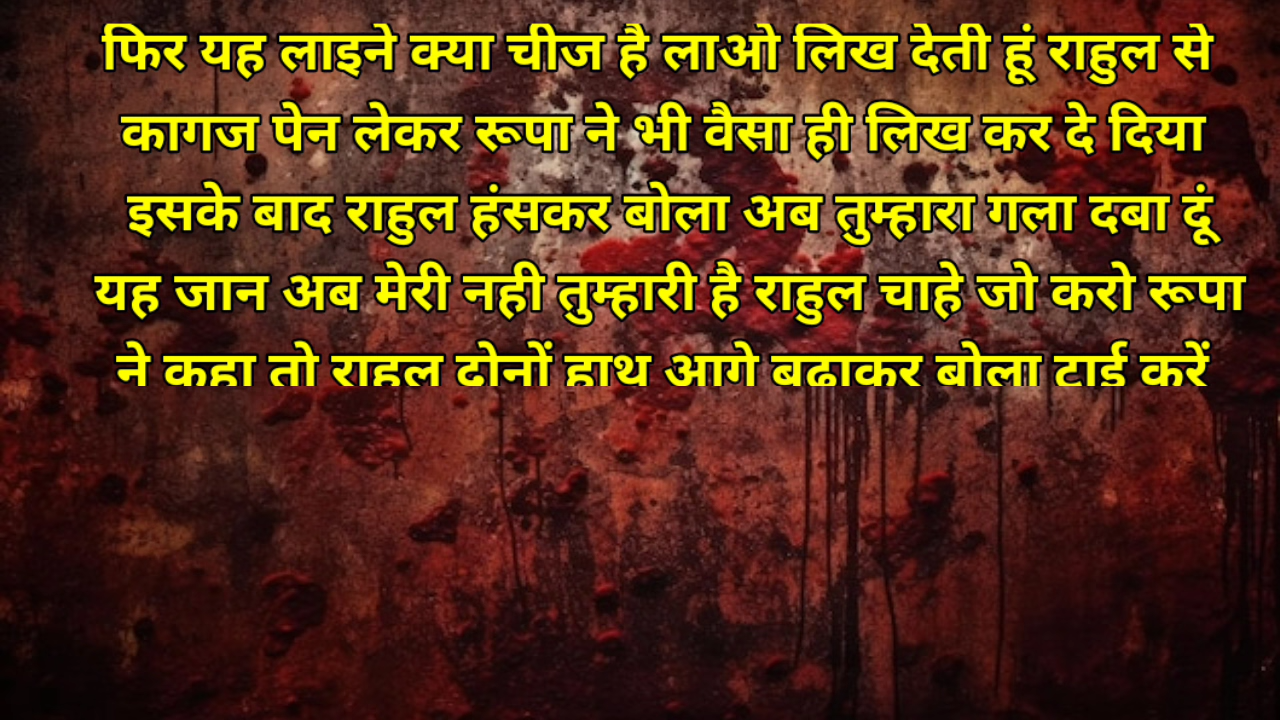 फिर यह लाइने क्या चीज है लाओ लिख देती हूं राहुल से
कागज पेन लेकर रूपा ने भी वैसा ही लिख कर दे दिया
इसके बाद राहुल हंसकर बोला अब तुम्हारा गला दबा दूं
यह जान अब मेरी नही तुम्हारी है राहुल चाहे जो करो रूपा
ने कहा तो राहुल दोनों हाथ आगे बढ़ाकर बोला ट्राई करें